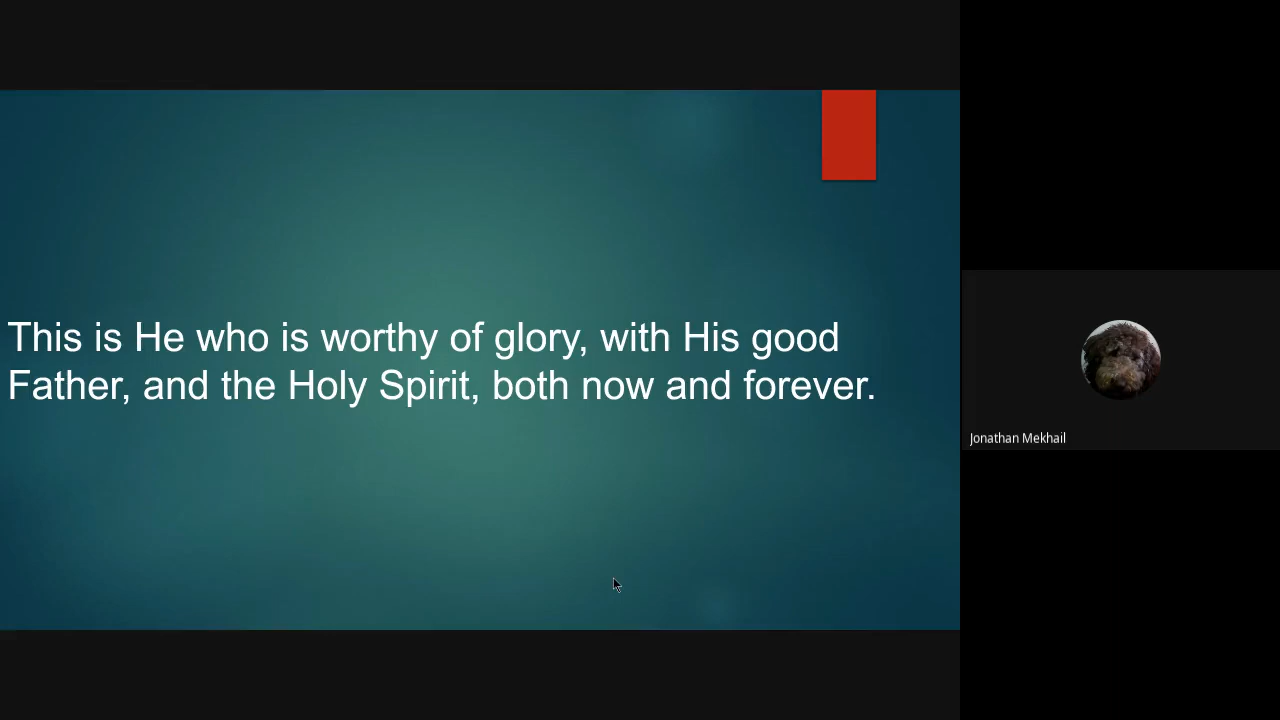 This is He who is worthy of glory, with His good
Father, and the Holy Spirit, both now and forever.
Jonathan Mekhail